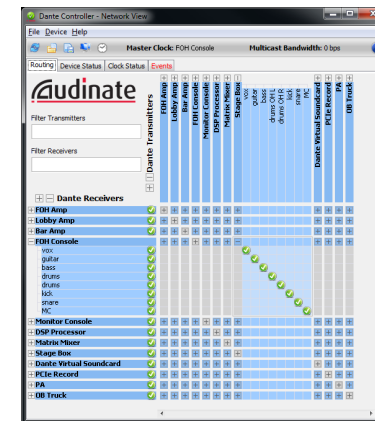 Dante Controller - Network View
File Device Help
Master Clock: FOH Console
Multicast Bandwidth: 0 bps
Routing
Device Status
Clock Status
Events
Audinate
Filter Transmitters
Filter Receivers
Dante Transmitters
FOH Amp
Lobby Amp
Bar Amp
FOH Console
Monitor Console
DSP Processor
Matrix Mixer
Stage Box
vox
guitar
bass
drums OH L
drums OH R
kick
snare
MC
Dante Virtual Soundcard
PCIe Record
PA
OB Truck
Dante Receivers
FOH Amp
Lobby Amp
Bar Amp
FOH Console
vox
guitar
bass
drums
drums
kick
snare
MC
Monitor Console
DSP Processor
Matrix Mixer
Stage Box
Dante Virtual Soundcard
PCIe Record
PA
OB Truck